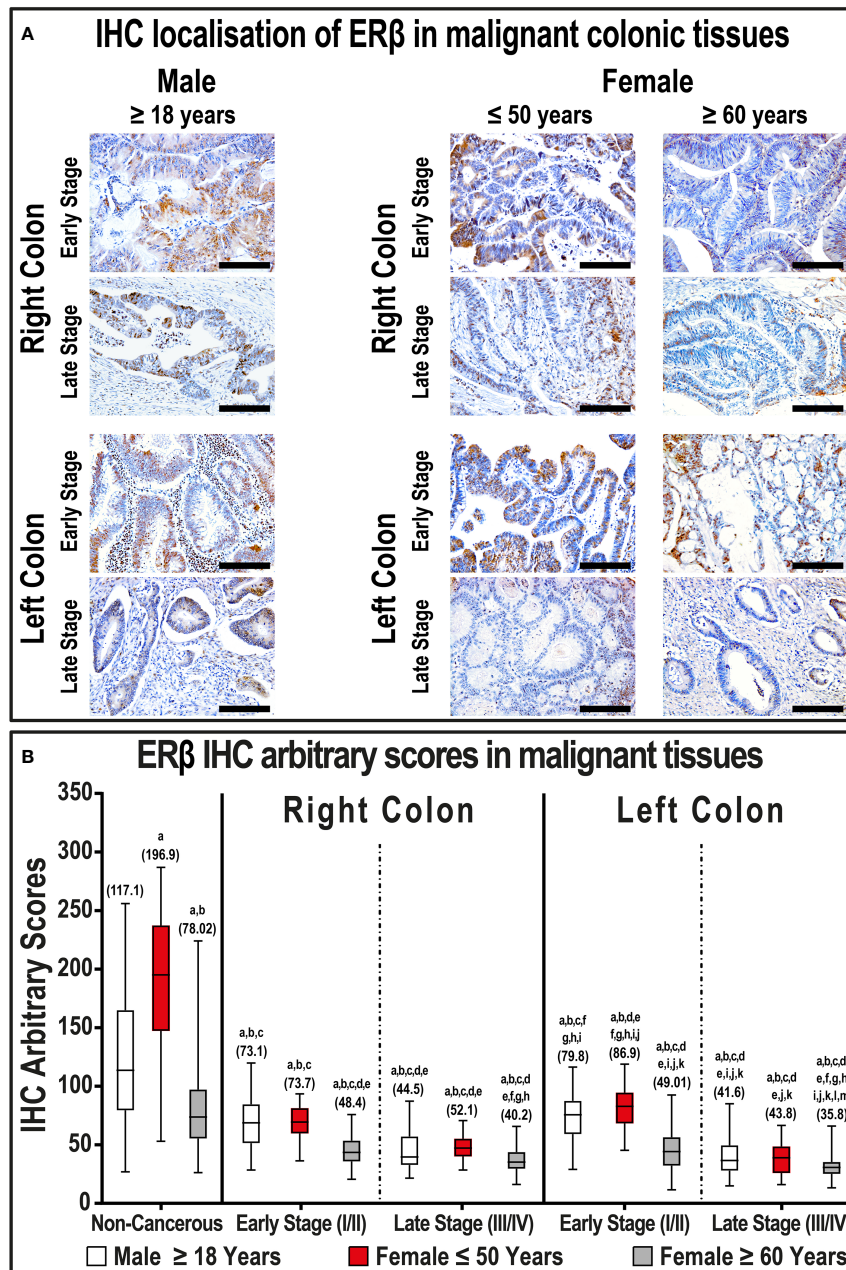 A
IHC localisation of ERβ in malignant colonic tissues
Male
Female
≥ 18 years
≤ 50 years
≥ 60 years
Right Colon
Early Stage
Late Stage
Left Colon
Early Stage
Late Stage
Right Colon
Early Stage
Late Stage
Left Colon
Early Stage
Late Stage
B
ERβ IHC arbitrary scores in malignant tissues
IHC Arbitrary Scores
350
300
250
200
150
100
50
0
Right Colon
Left Colon
(117.1)
a
(196.9)
a,b
(78.02)
a,b,c
(73.1)
a,b,c
(73.7)
a,b,c,d,e
(48.4)
a,b,c,d,e
(44.5)
a,b,c,d,e
(52.1)
a,b,c,d
e,f,g,h
(40.2)
a,b,c,f
g,h,i
(79.8)
a,b,d,e
f,g,h,i,j
(86.9)
a,b,c,d
e,i,j,k
(49.01)
a,b,c,d
e,i,j,k
(41.6)
a,b,c,d
e,j,k
(43.8)
a,b,c,d
e,f,g,h
i,j,k,l,m
(35.8)
Non-Cancerous
Early Stage (I/II)
Late Stage (III/IV)
Early Stage (I/II)
Late Stage (III/IV
Male ≥ 18 Years
Female ≤ 50 Years
Female ≥ 60 Years